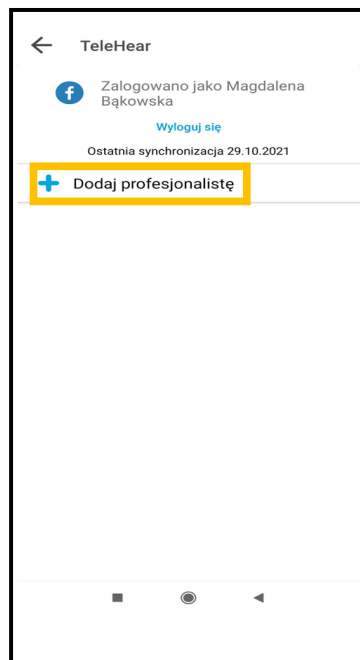 TeleHear
Zalogowano jako Magdalena
Bąkowska
Wyloguj się
Ostatnia synchronizacja 29.10.2021
Dodaj profesjonalistę